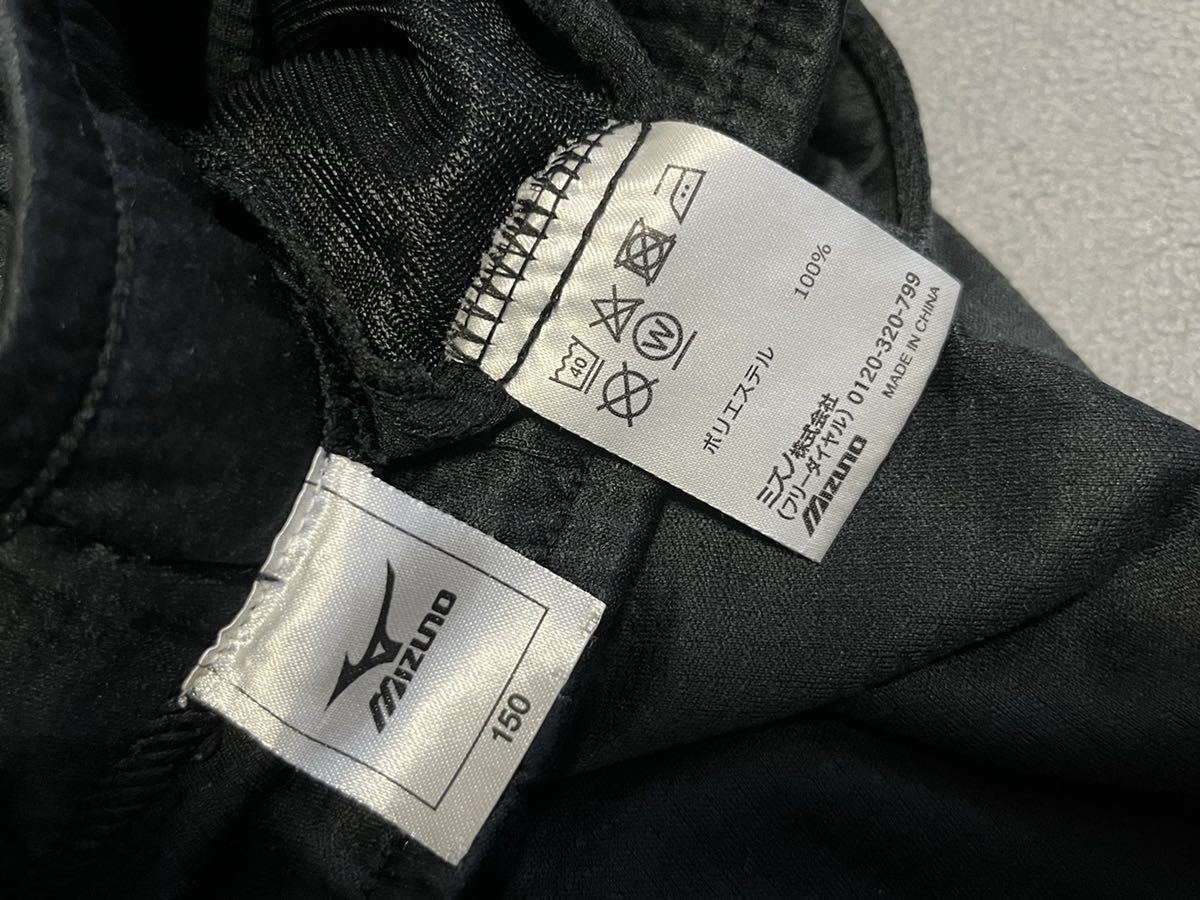 40
W
ポリエステル 100%
ミズノ株式会社
(フリーダイヤル) 0120-320-799
MIZUNO MADE IN CHINA
MIZUNO
150